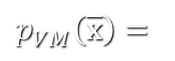 p_{VM}(x̅) =